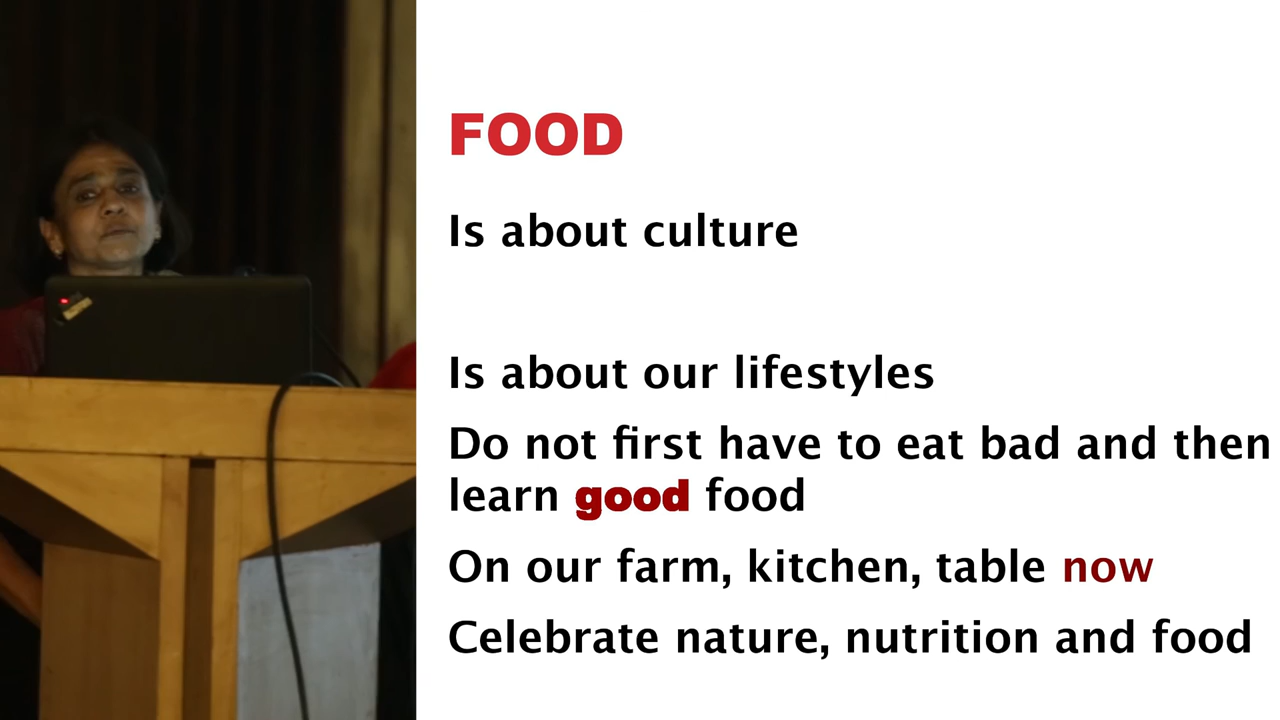 FOOD
Is about culture
Is about our lifestyles
Do not first have to eat bad and then
learn good food
On our farm, kitchen, table now
Celebrate nature, nutrition and food